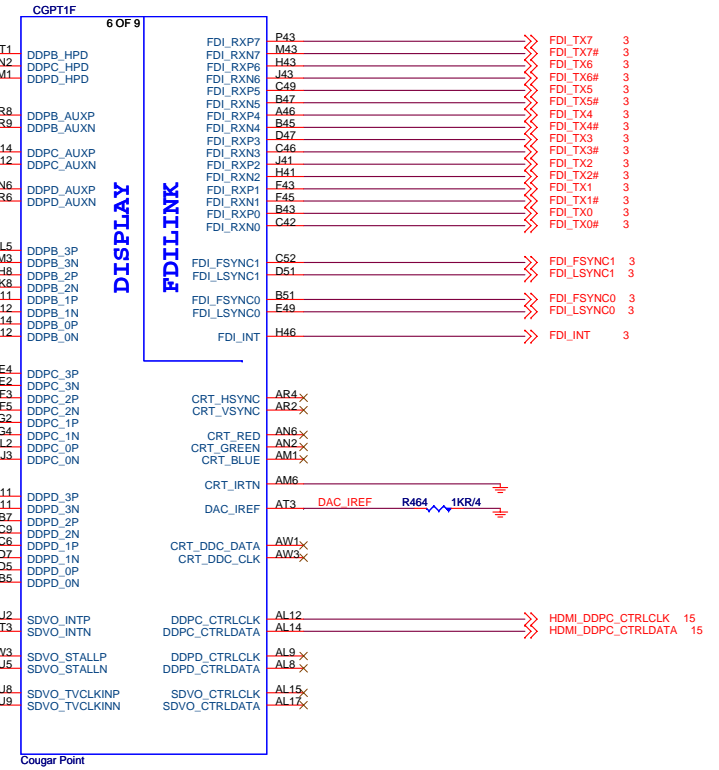 CGPT1F
6 OF 9
DDPB_HPD
DDPC_HPD
DDPD_HPD
DDPB_AUXP
DDPB_AUXN
DDPC_AUXP
DDPC_AUXN
DDPD_AUXP
DDPD_AUXN
DDPB_3P
DDPB_3N
DDPB_2P
DDPB_2N
DDPB_1P
DDPB_1N
DDPB_0P
DDPB_0N
DDPC_3P
DDPC_3N
DDPC_2P
DDPC_2N
DDPC_1P
DDPC_1N
DDPC_0P
DDPC_0N
DDPD_3P
DDPD_3N
DDPD_2P
DDPD_2N
DDPD_1P
DDPD_1N
DDPD_0P
DDPD_0N
SDVO_INTP
SDVO_INTN
SDVO_STALLP
SDVO_STALLN
SDVO_TVCLKINP
SDVO_TVCLKINN
DISPLAY
FDILINK
FDI_RXP7 P43 FDI_TX7 3
FDI_RXN7 M43 FDI_TX7# 3
FDI_RXP6 H43 FDI_TX6 3
FDI_RXN6 J43 FDI_TX6# 3
FDI_RXP5 C49 FDI_TX5 3
FDI_RXN5 B47 FDI_TX5# 3
FDI_RXP4 A46 FDI_TX4 3
FDI_RXN4 B45 FDI_TX4# 3
FDI_RXP3 D47 FDI_TX3 3
FDI_RXN3 C46 FDI_TX3# 3
FDI_RXP2 J41 FDI_TX2 3
FDI_RXN2 H41 FDI_TX2# 3
FDI_RXP1 F43 FDI_TX1 3
FDI_RXN1 F45 FDI_TX1# 3
FDI_RXP0 B43 FDI_TX0 3
FDI_RXN0 C42 FDI_TX0# 3
FDI_FSYNC1 C52 FDI_FSYNC1 3
FDI_LSYNC1 D51 FDI_LSYNC1 3
FDI_FSYNC0 B51 FDI_FSYNC0 3
FDI_LSYNC0 E49 FDI_LSYNC0 3
FDI_INT H46 FDI_INT 3
CRT_HSYNC AR4
CRT_VSYNC AR2
CRT_RED AN6
CRT_GREEN AN2
CRT_BLUE AM1
CRT_IRTN AM6
DAC_IREF AT3 DAC_IREF R464 1KR/4
CRT_DDC_DATA AW1
CRT_DDC_CLK AW3
DDPC_CTRLCLK AL12 HDMI_DDPC_CTRLCLK 15
DDPC_CTRLDATA AL14 HDMI_DDPC_CTRLDATA 15
DDPD_CTRLCLK AL9
DDPD_CTRLDATA AL8
SDVO_CTRLCLK AL15
SDVO_CTRLDATA AL17
Cougar Point